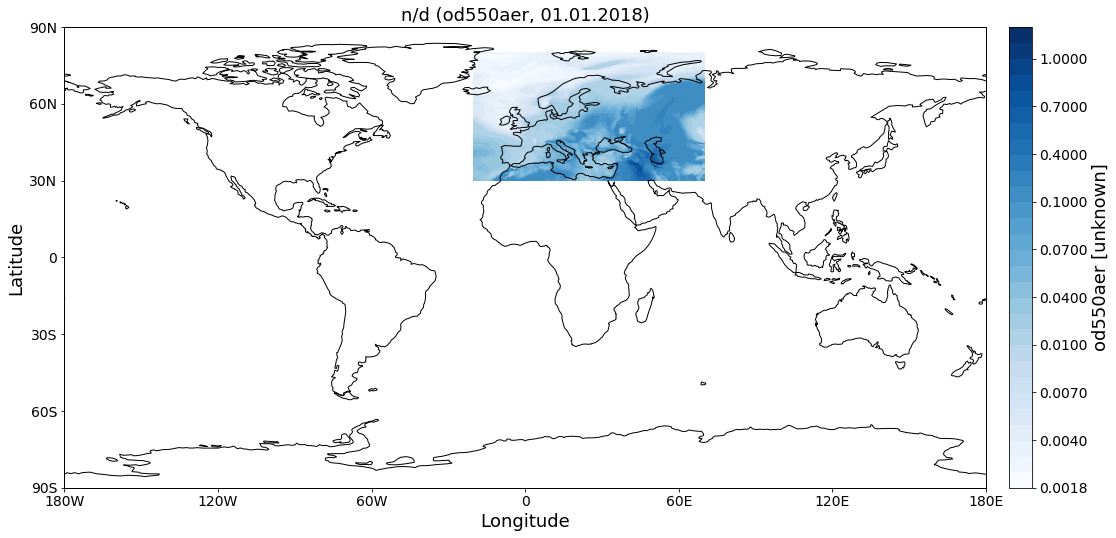 n/d (od550aer, 01.01.2018)
90N
60N
30N
0
30S
60S
90S
Latitude
180W
120W
60W
0
60E
120E
180E
Longitude
1.0000
0.7000
0.4000
0.1000
0.0700
0.0400
0.0100
0.0070
0.0040
0.0018
od550aer [unknown]